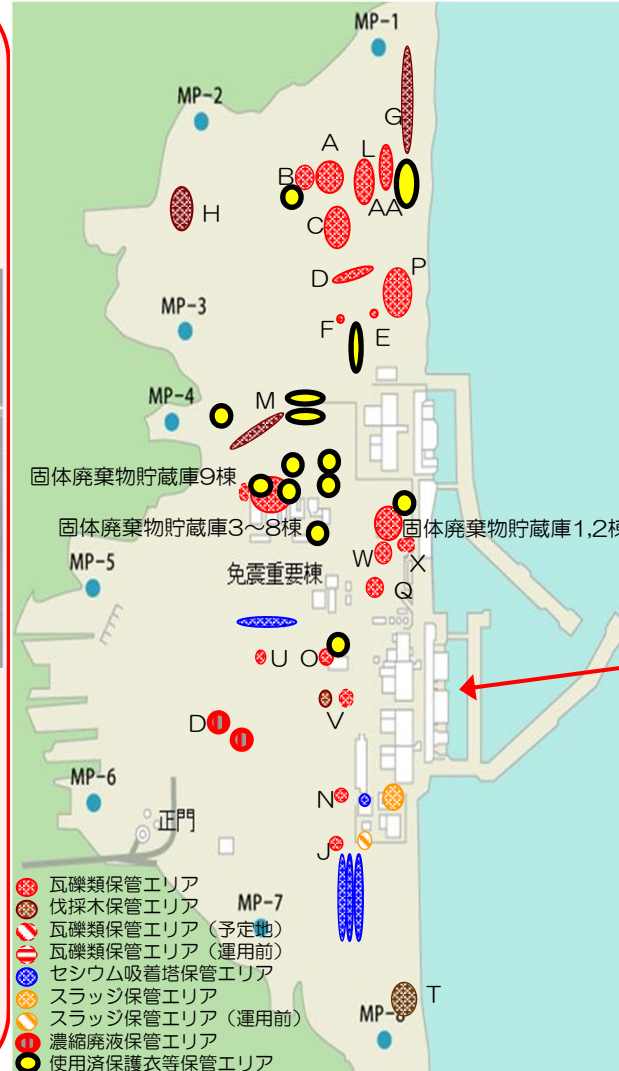 MP-1
MP-2
G
A
L
B
AA
H
C
D
P
MP-3
F
E
MP-4
M
固体廃棄物貯蔵庫9棟
固体廃棄物貯蔵庫3～8棟
固体廃棄物貯蔵庫1,2棟
W
X
MP-5
免震重要棟
Q
U
O
V
D
MP-6
N
正門
J
瓦礫類保管エリア
伐採木保管エリア
瓦礫類保管エリア（予定地）
MP-7
瓦礫類保管エリア（運用前）
セシウム吸着塔保管エリア
スラッジ保管エリア
T
スラッジ保管エリア（運用前）
MP-8
濃縮廃液保管エリア
使用済保護衣等保管エリア